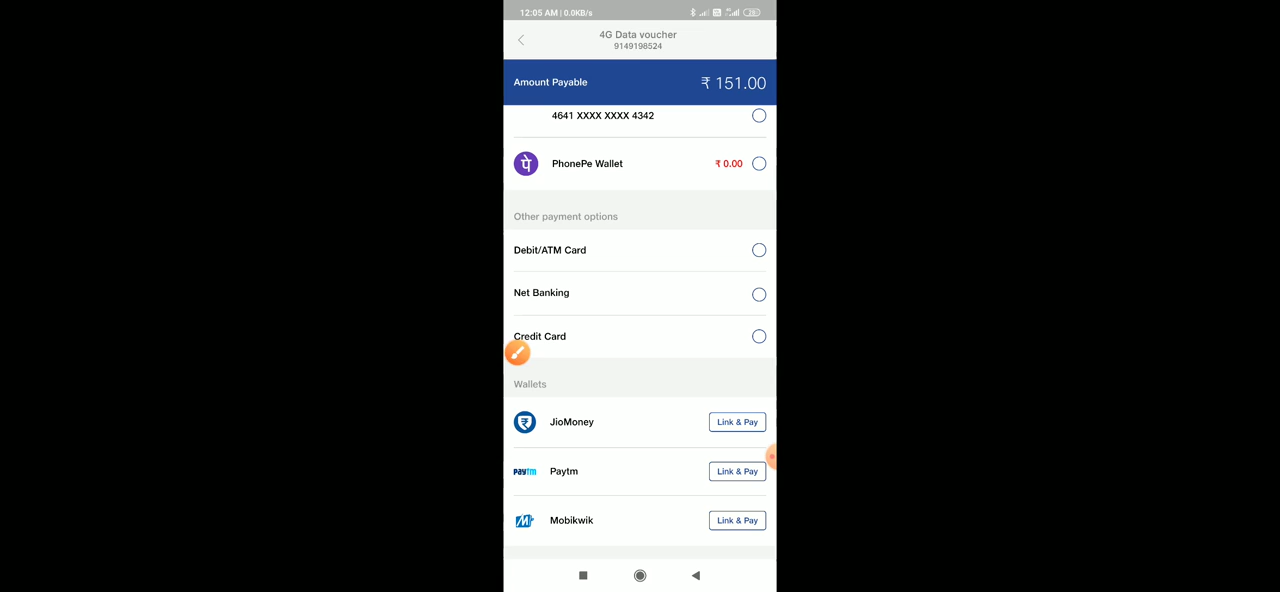 12:05 AM | 0.0KB/s
4G Data voucher
9149198524
Amount Payable ₹ 151.00
4641 XXXX XXXX 4342
पे PhonePe Wallet ₹ 0.00
Other payment options
Debit/ATM Card
Net Banking
Credit Card
Wallets
₹ JioMoney Link & Pay
paytm Paytm Link & Pay
Mobikwik Link & Pay